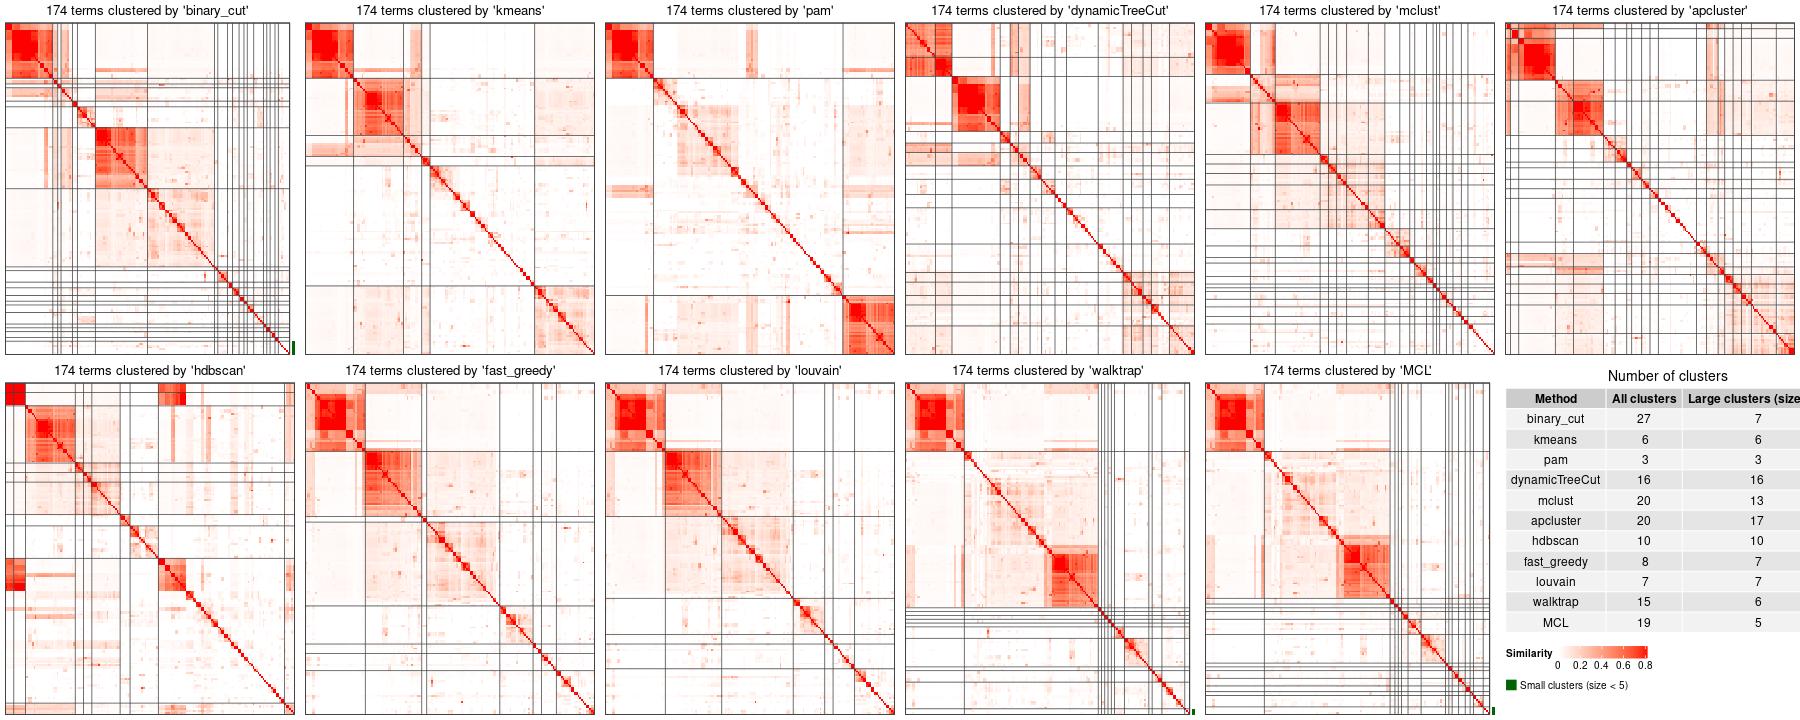 174 terms clustered by 'binary_cut'
174 terms clustered by 'kmeans'
174 terms clustered by 'pam'
174 terms clustered by 'dynamicTreeCut'
174 terms clustered by 'mclust'
174 terms clustered by 'apcluster'
174 terms clustered by 'hdbscan'
174 terms clustered by 'fast_greedy'
174 terms clustered by 'louvain'
174 terms clustered by 'walktrap'
174 terms clustered by 'MCL'
Number of clusters
Method All clusters Large clusters (size
binary_cut 27 7
kmeans 6 6
pam 3 3
dynamicTreeCut 16 16
mclust 20 13
apcluster 20 17
hdbscan 10 10
fast_greedy 8 7
louvain 7 7
walktrap 15 6
MCL 19 5
Similarity
0 0.2 0.4 0.6 0.8
Small clusters (size < 5)